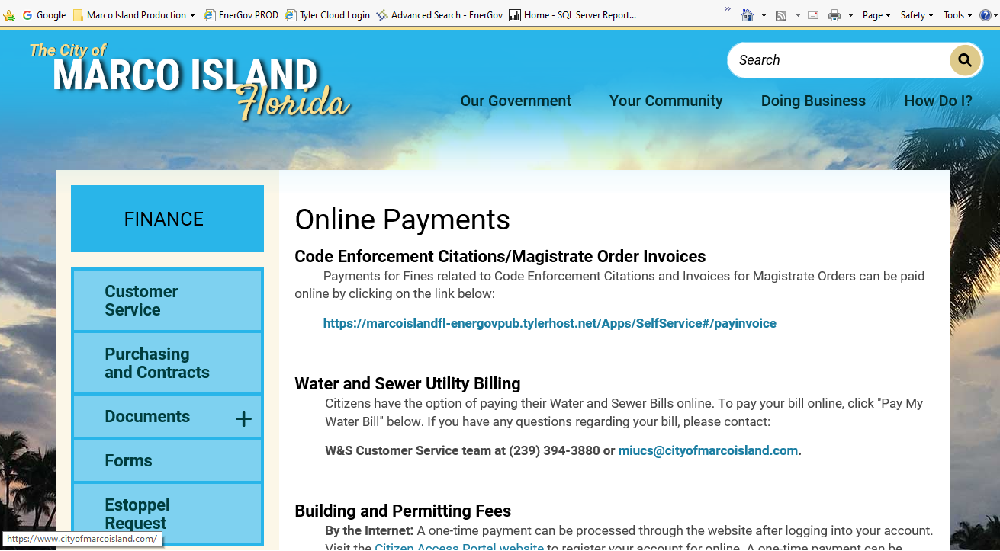 Google Marco Island Production EnerGov PROD Tyler Cloud Login Advanced Search - EnerGov Home - SQL Server Report... » Page Safety Tools
The City of
MARCO ISLAND
Florida
Search
Our Government Your Community Doing Business How Do I?
FINANCE
Customer
Service
Purchasing
and Contracts
Documents +
Forms
Estoppel
Request
Online Payments
Code Enforcement Citations/Magistrate Order Invoices
Payments for Fines related to Code Enforcement Citations and Invoices for Magistrate Orders can be paid
online by clicking on the link below:
https://marcoislandfl-energovpub.tylerhost.net/Apps/SelfService#/payinvoice
Water and Sewer Utility Billing
Citizens have the option of paying their Water and Sewer Bills online. To pay your bill online, click "Pay My
Water Bill" below. If you have any questions regarding your bill, please contact:
W&S Customer Service team at (239) 394-3880 or miucs@cityofmarcoisland.com.
Building and Permitting Fees
By the Internet: A one-time payment can be processed through the website after logging into your account.
Visit the Citizen Access Portal website to register your account for online. A one-time payment can be
https://www.cityofmarcoisland.com/